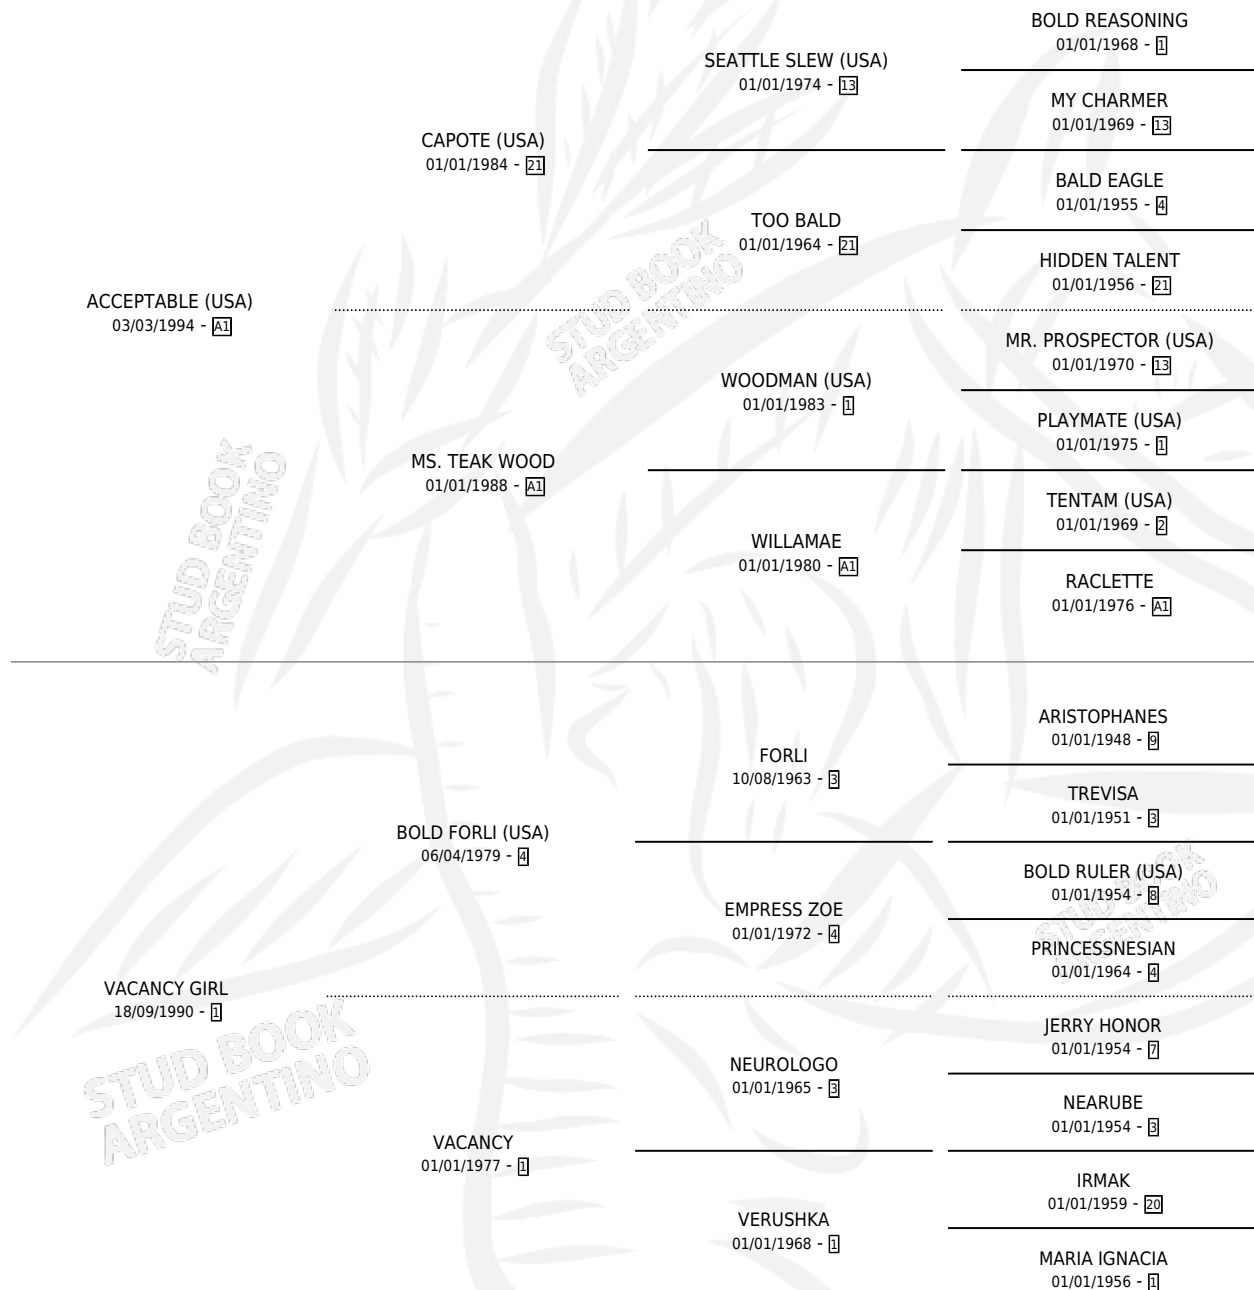 BOLD REASONING
01/01/1968 - 1
SEATTLE SLEW (USA)
01/01/1974 - 13
MY CHARMER
01/01/1969 - 13
CAPOTE (USA)
01/01/1984 - 21
BALD EAGLE
01/01/1955 - 4
TOO BALD
01/01/1964 - 21
HIDDEN TALENT
01/01/1956 - 21
ACCEPTABLE (USA)
03/03/1994 - A1
STUD BOOK
ARGENTINO
MR. PROSPECTOR (USA)
01/01/1970 - 13
WOODMAN (USA)
01/01/1983 - 1
PLAYMATE (USA)
01/01/1975 - 1
MS. TEAK WOOD
01/01/1988 - A1
STUD BOOK
ARGENTINO
TENTAM (USA)
01/01/1969 - 2
WILLAMAE
01/01/1980 - A1
RACLETTE
01/01/1976 - A1
ARISTOPHANES
01/01/1948 - 9
FORLI
10/08/1963 - 3
TREVISA
01/01/1951 - 3
BOLD FORLI (USA)
06/04/1979 - 4
BOLD RULER (USA)
01/01/1954 - 8
STUD BOOK
ARGENTINO
EMPRESS ZOE
01/01/1972 - 4
PRINCESSNESIAN
01/01/1964 - 4
VACANCY GIRL
18/09/1990 - 1
STUD BOOK
ARGENTINO
JERRY HONOR
01/01/1954 - 7
NEUROLOGO
01/01/1965 - 3
NEARUBE
01/01/1954 - 3
VACANCY
01/01/1977 - 1
IRMAK
01/01/1959 - 20
VERUSHKA
01/01/1968 - 1
MARIA IGNACIA
01/01/1956 - 1